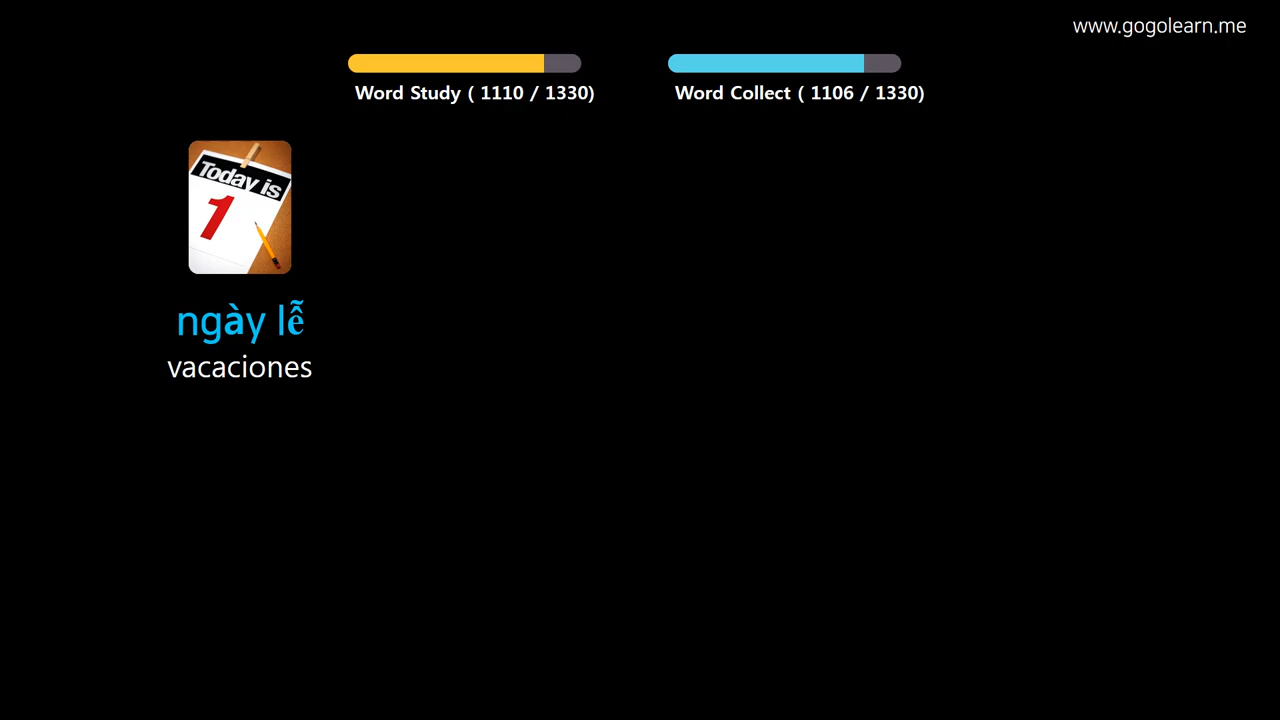 www.gogolearn.me
Word Study ( 1110 / 1330)
Word Collect ( 1106 / 1330)
Today is
1
ngày lễ
vacaciones